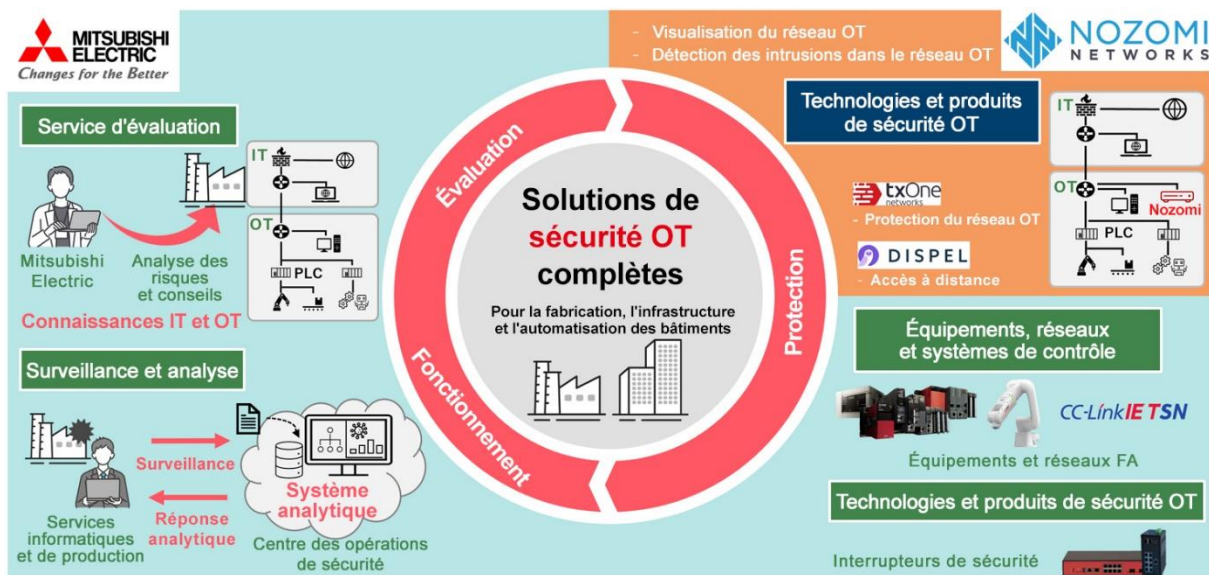 MITSUBISHI
ELECTRIC
Changes for the Better
- Visualisation du réseau OT
- Détection des intrusions dans le réseau OT
NOZOMI
NETWORKS
Service d'évaluation
IT
OT
PLC
Mitsubishi
Electric
Analyse des
risques
et conseils
Connaissances IT et OT
Surveillance et analyse
Surveillance
Réponse
analytique
Services
informatiques
et de production
Système
analytique
Centre des opérations
de sécurité
Évaluation
Protection
Fonctionnement
Solutions de
sécurité OT
complètes
Pour la fabrication, l'infrastructure
et l'automatisation des bâtiments
Technologies et produits
de sécurité OT
txOne
networks
- Protection du réseau OT
DISPEL
- Accès à distance
IT
OT
Nozomi
PLC
Équipements, réseaux
et systèmes de contrôle
CC-Link IE TSN
Équipements et réseaux FA
Technologies et produits de sécurité OT
Interrupteurs de sécurité